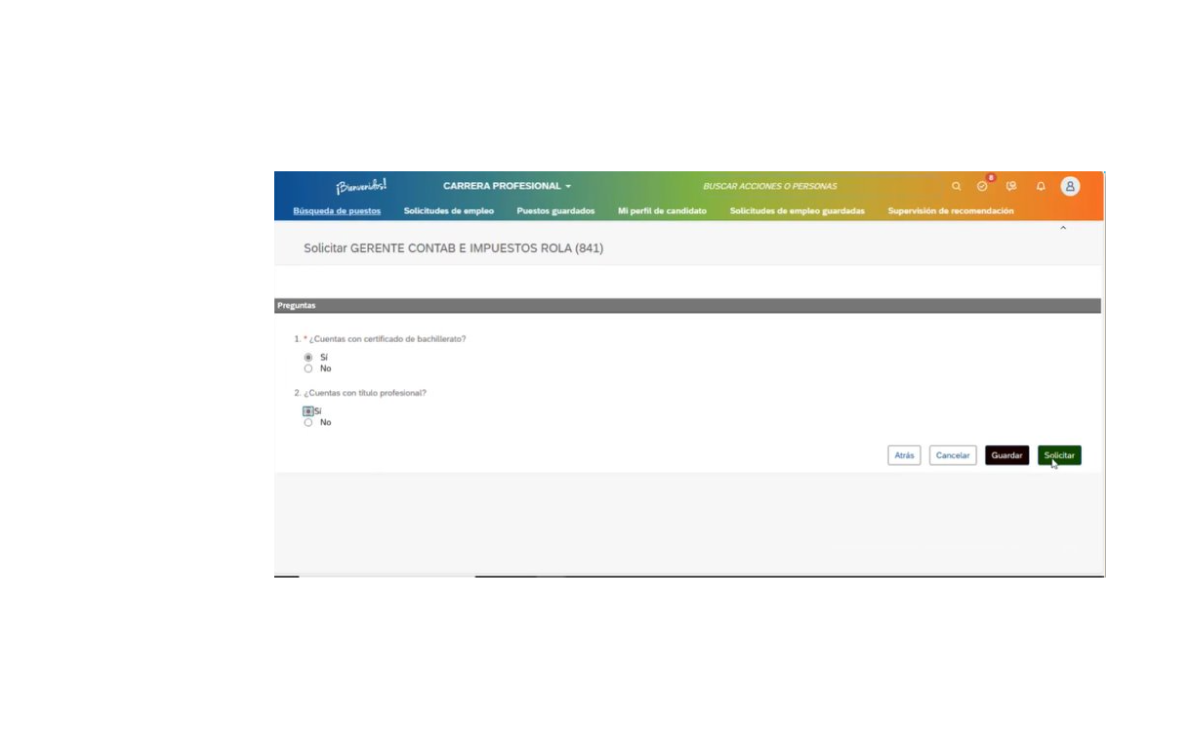 ¡Bienvenid@s!
CARRERA PROFESIONAL
BUSCAR ACCIONES O PERSONAS
8
Búsqueda de puestos Solicitudes de empleo Puestos guardados Mi perfil de candidato Solicitudes de empleo guardadas Supervisión de recomendación
Solicitar GERENTE CONTAB E IMPUESTOS ROLA (841)
Preguntas
1. * ¿Cuentas con certificado de bachillerato?
Sí
No
2. ¿Cuentas con título profesional?
Sí
No
Atrás Cancelar Guardar Solicitar